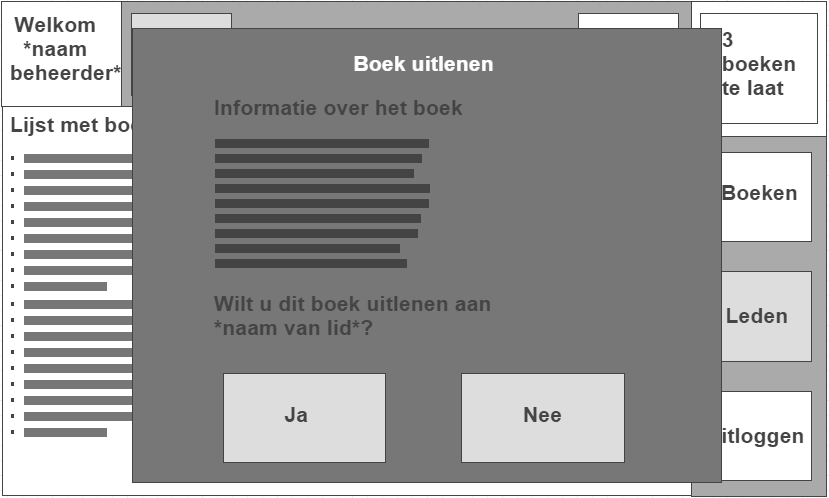 Welkom
*naam
beheerder*
3
boeken
te laat
Lijst met
Boek uitlenen
Informatie over het boek
Wilt u dit boek uitlenen aan
*naam van lid*?
Ja
Nee
Boeken
Leden
itloggen